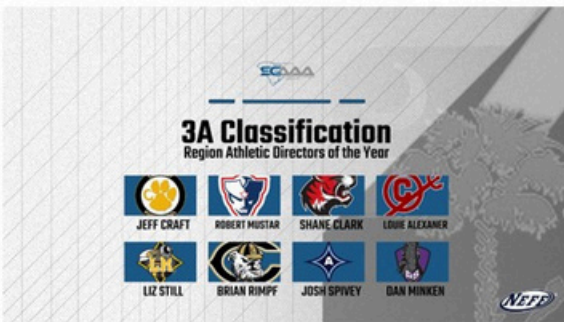 SCAAA
3A Classification
Region Athletic Directors of the Year
JEFF CRAFT
ROBERT MUSTAR
SHANE CLARK
LOUIE ALEXANER
LIZ STILL
BRIAN RIMPF
JOSH SPIVEY
DAN MINKEN
NEFF